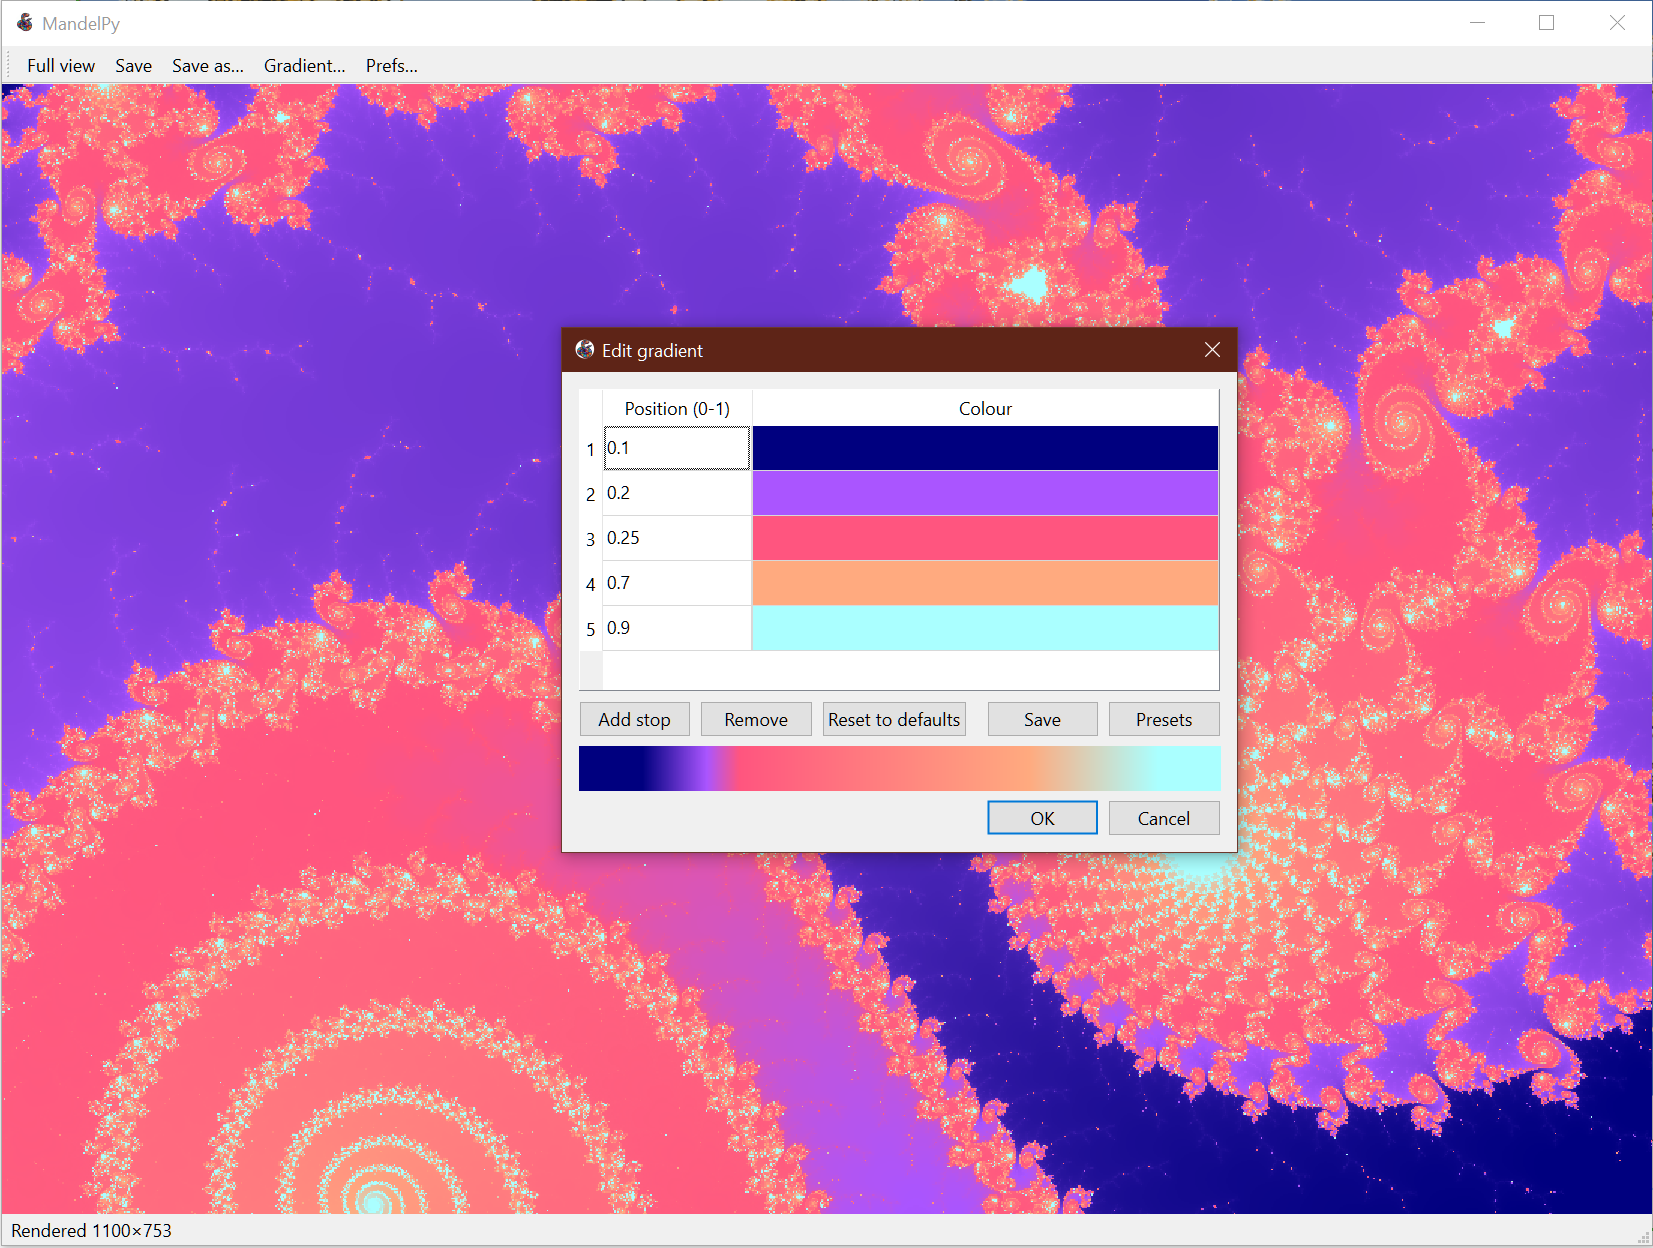 MandelPy
Full view Save Save as... Gradient... Prefs...
Edit gradient
Position (0-1) Colour
1 0.1
2 0.2
3 0.25
4 0.7
5 0.9
Add stop Remove Reset to defaults Save Presets
OK Cancel
Rendered 1100×753